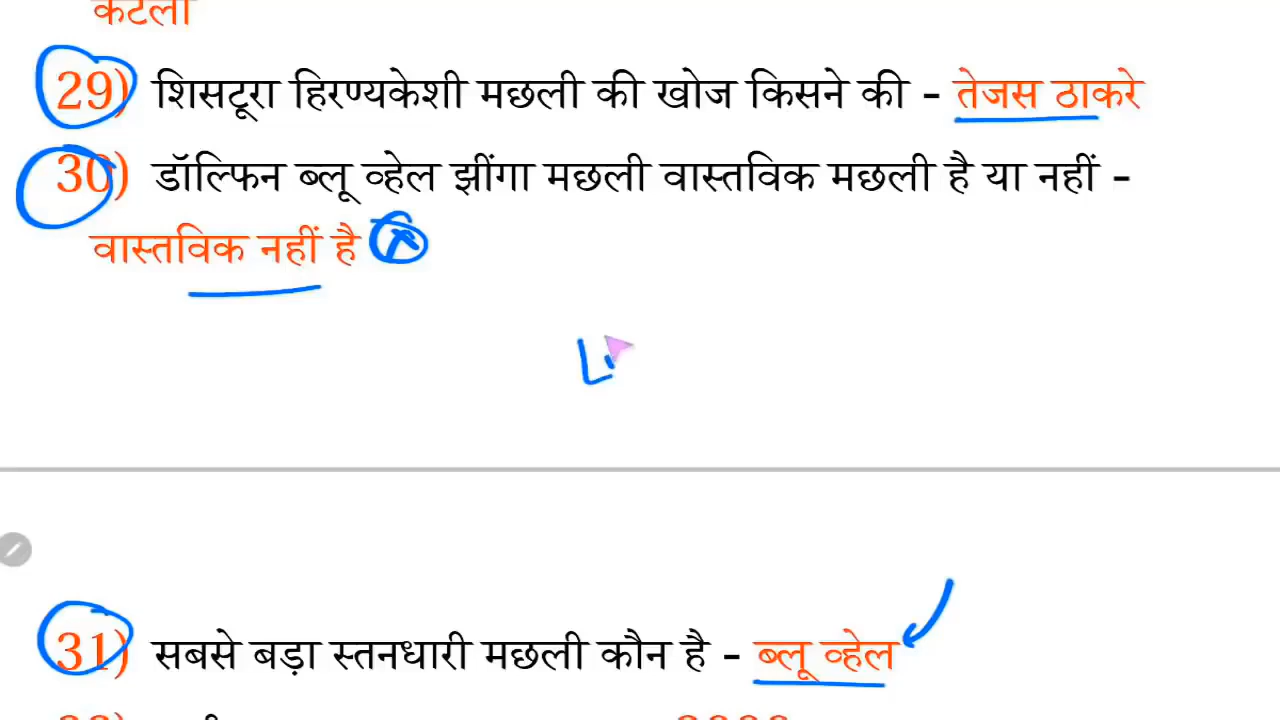 कटला
29) शिसटूरा हिरण्यकेशी मछली की खोज किसने की - तेजस ठाकरे
30) डॉल्फिन ब्लू व्हेल झींगा मछली वास्तविक मछली है या नहीं -
वास्तविक नहीं है
31) सबसे बड़ा स्तनधारी मछली कौन है - ब्लू व्हेल